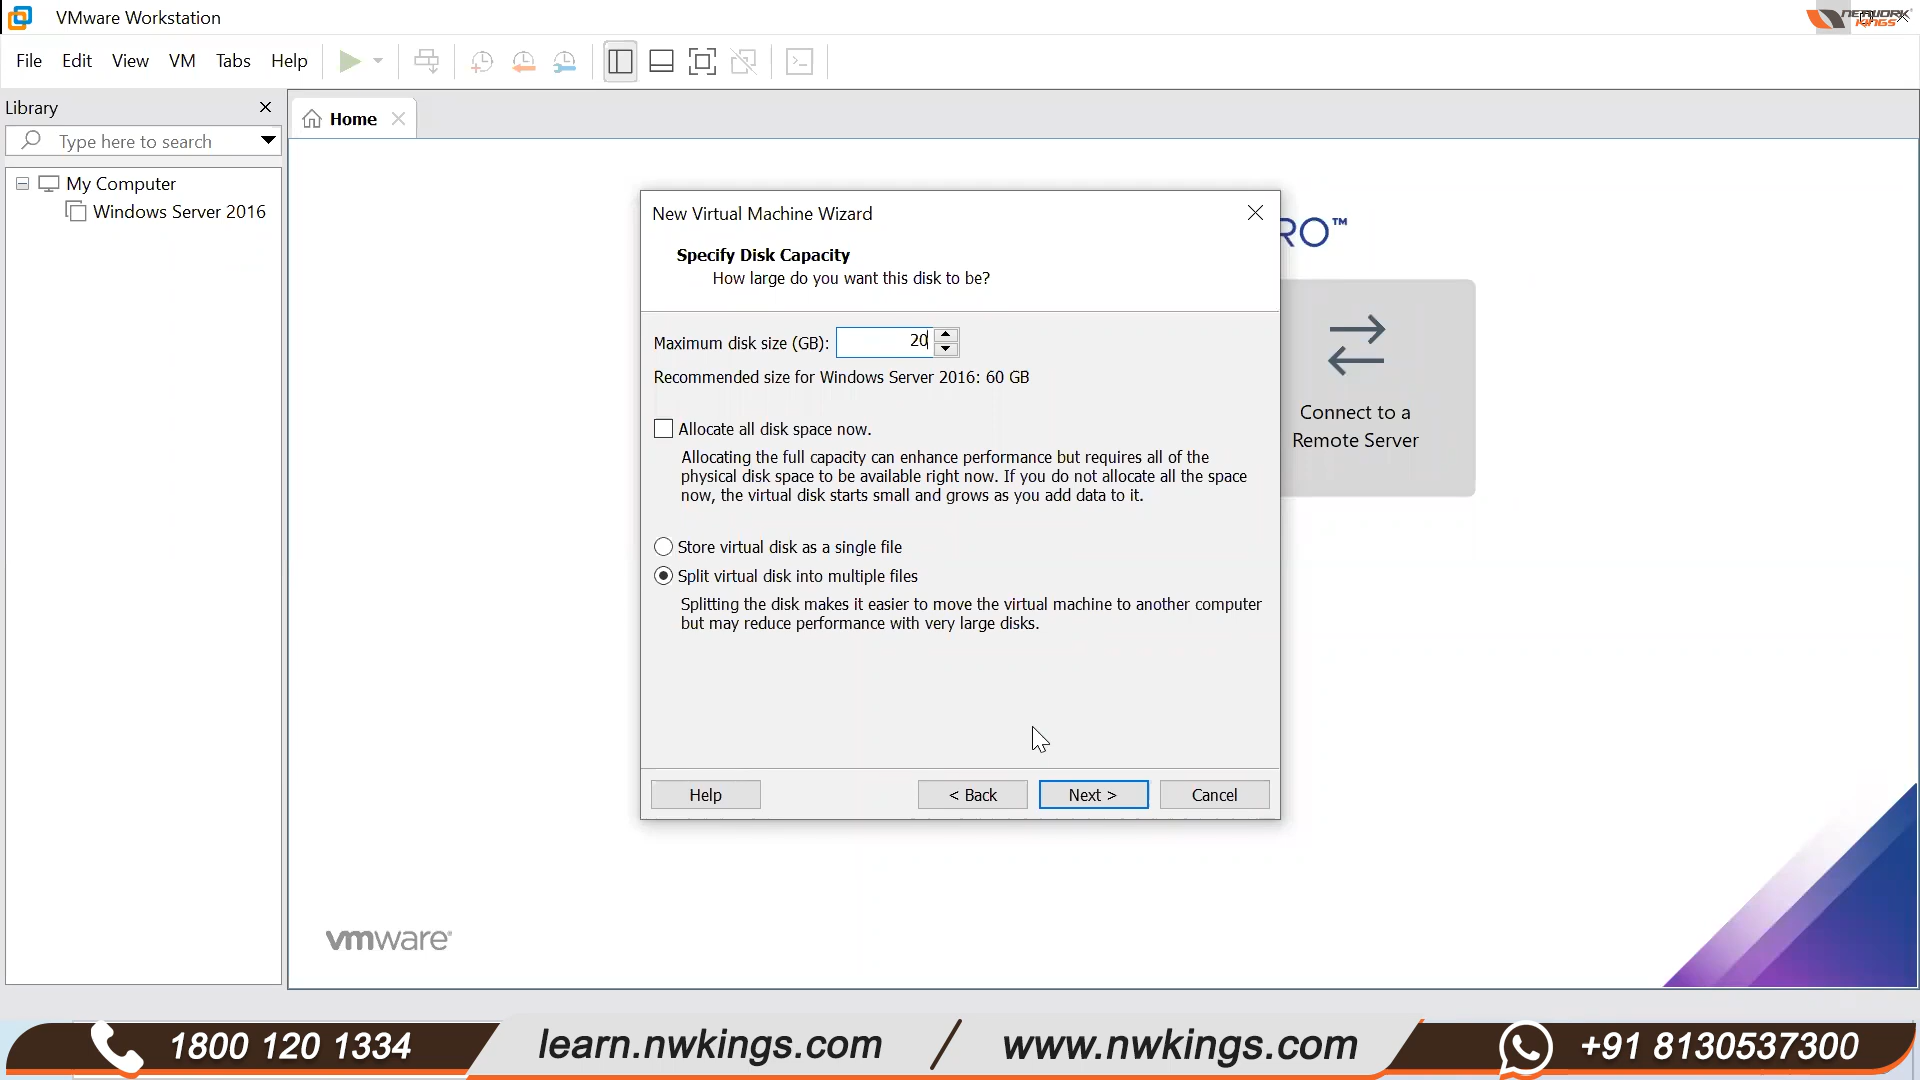 VMware Workstation
NETWORK
KINGS
File Edit View VM Tabs Help
Library
Home
Type here to search
My Computer
Windows Server 2016
New Virtual Machine Wizard
RO™
Specify Disk Capacity
How large do you want this disk to be?
Maximum disk size (GB): 20
Recommended size for Windows Server 2016: 60 GB
Allocate all disk space now.
Allocating the full capacity can enhance performance but requires all of the
physical disk space to be available right now. If you do not allocate all the space
now, the virtual disk starts small and grows as you add data to it.
Store virtual disk as a single file
Split virtual disk into multiple files
Splitting the disk makes it easier to move the virtual machine to another computer
but may reduce performance with very large disks.
Help < Back Next > Cancel
Connect to a
Remote Server
vmware®
1800 120 1334 learn.nwkings.com / www.nwkings.com +91 8130537300